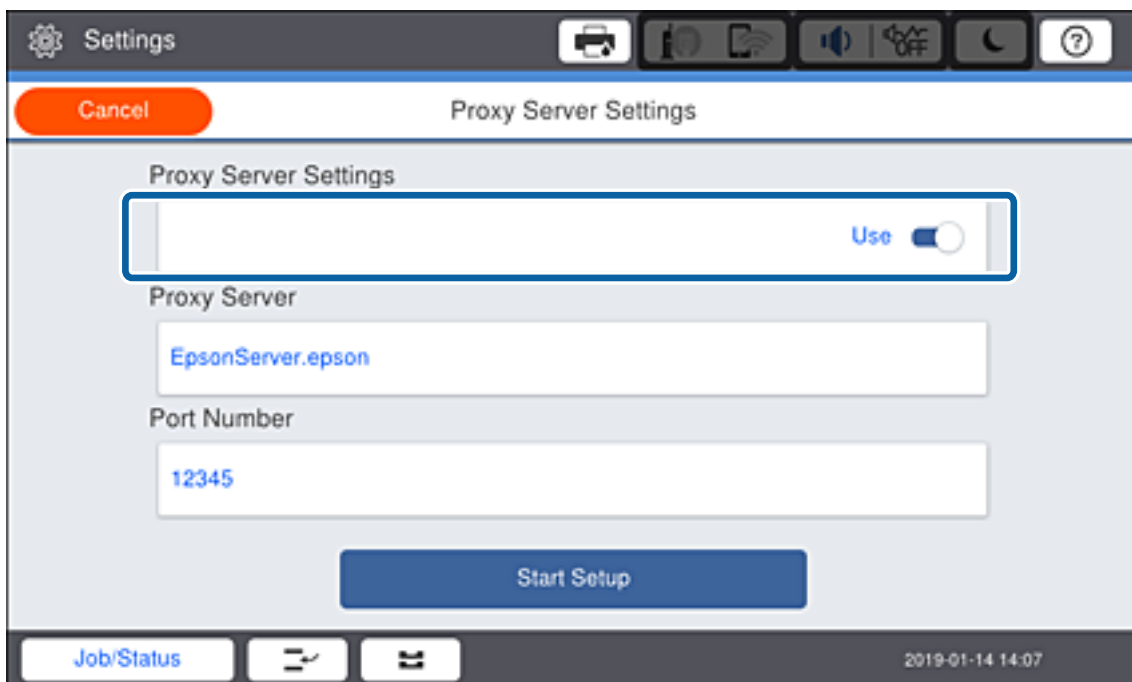 Settings
OFF
Cancel
Proxy Server Settings
Proxy Server Settings
Use
Proxy Server
EpsonServer.epson
Port Number
12345
Start Setup
Job/Status
2019-01-14 14:07